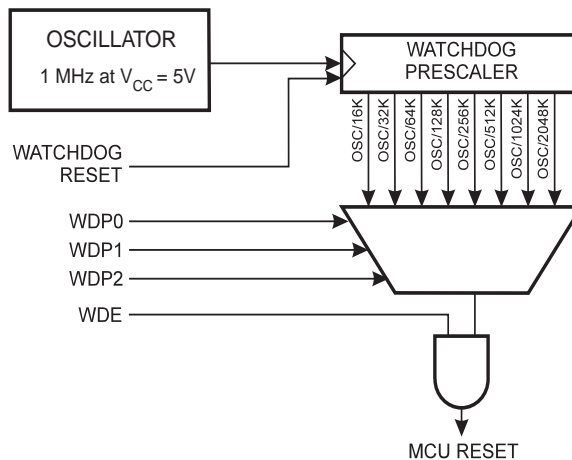 OSCILLATOR
1 MHz at VCC = 5V
WATCHDOG
PRESCALER
OSC/16K
OSC/32K
OSC/64K
OSC/128K
OSC/256K
OSC/512K
OSC/1024K
OSC/2048K
WATCHDOG
RESET
WDP0
WDP1
WDP2
WDE
MCU RESET